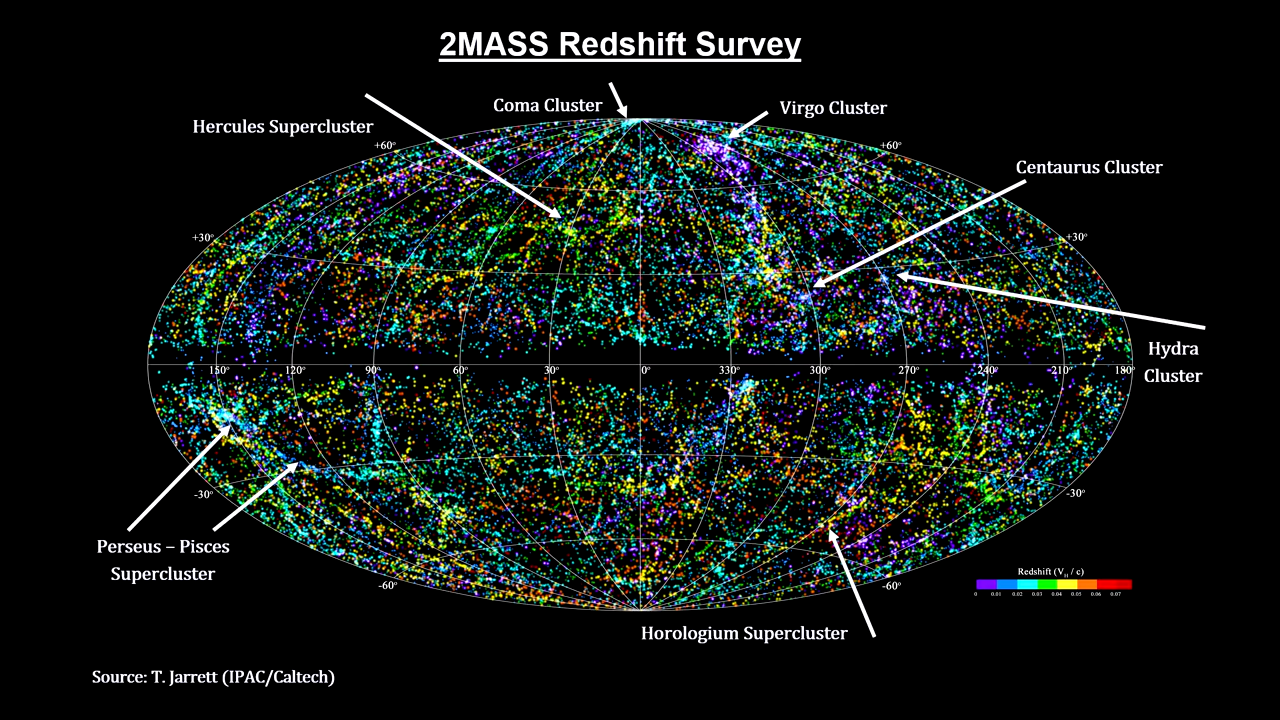 2MASS Redshift Survey
Coma Cluster
Virgo Cluster
Hercules Supercluster
+60°
+60°
Centaurus Cluster
+30°
+30°
Hydra
Cluster
150° 120° 90° 60° 30° 0° 330° 300° 270° 240° 210° 180°
-30°
-30°
Perseus – Pisces
Supercluster
-60°
-60°
Redshift (V_H / c)
0 0.01 0.02 0.03 0.04 0.05 0.06 0.07
Horologium Supercluster
Source: T. Jarrett (IPAC/Caltech)